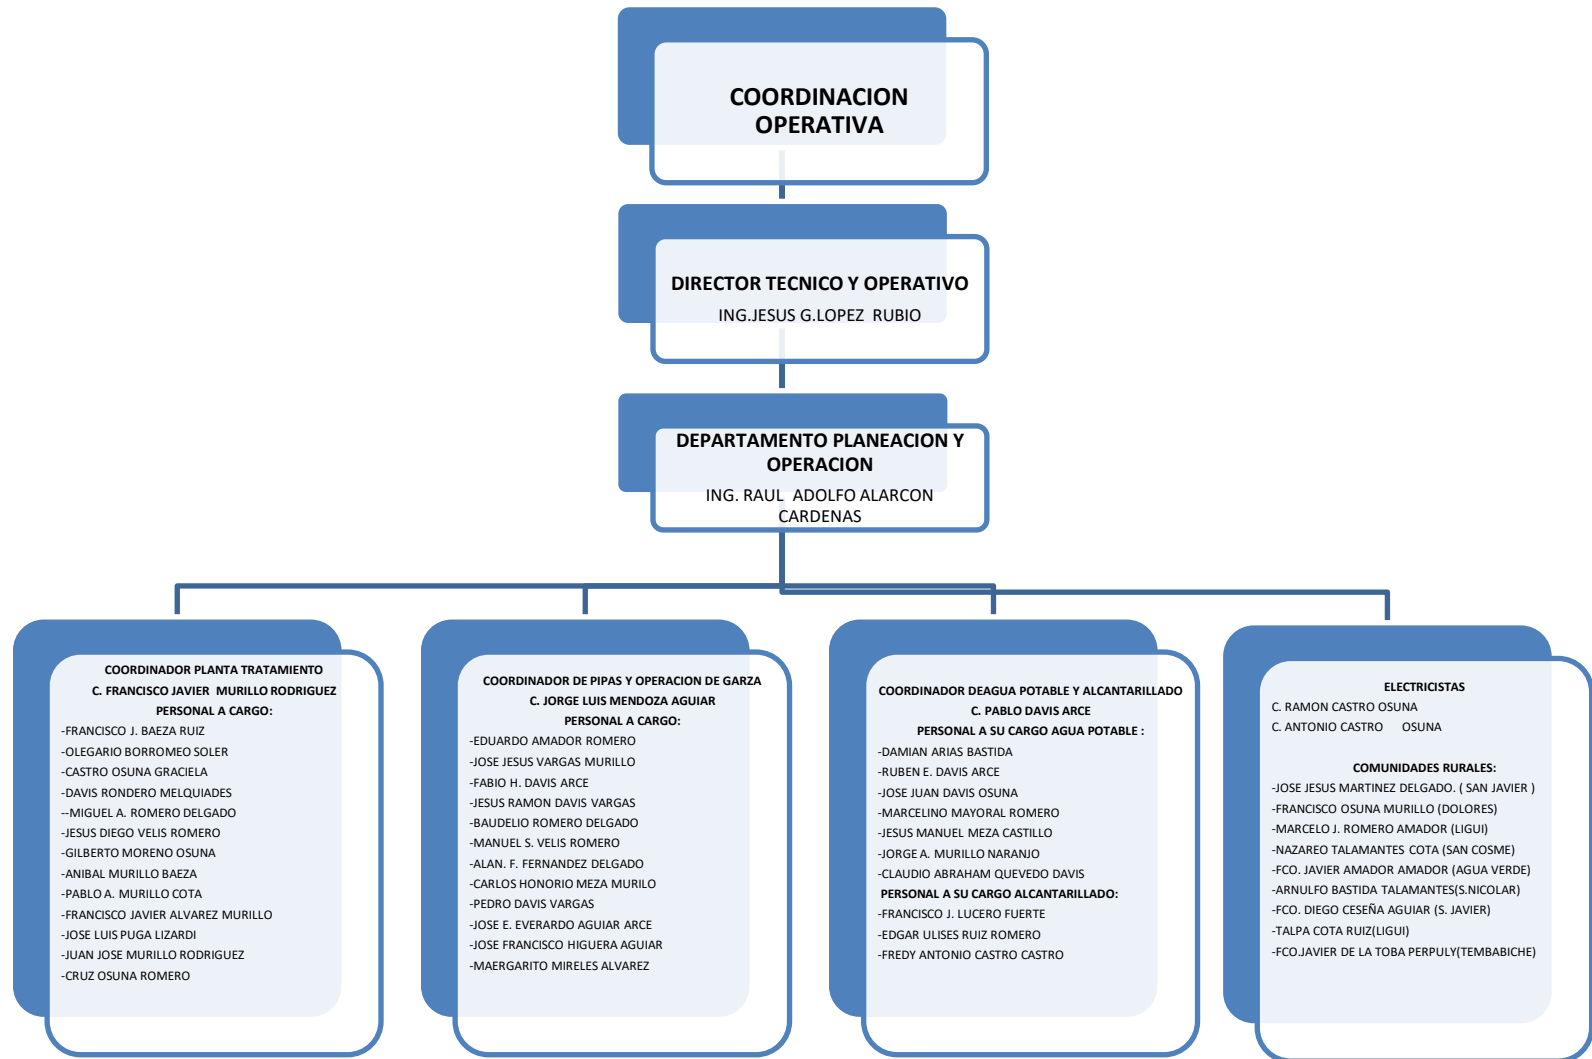 COORDINACION
OPERATIVA
DIRECTOR TECNICO Y OPERATIVO
ING.JESUS G.LOPEZ RUBIO
DEPARTAMENTO PLANEACION Y
OPERACION
ING. RAUL ADOLFO ALARCON
CARDENAS
COORDINADOR PLANTA TRATAMIENTO
C. FRANCISCO JAVIER MURILLO RODRIGUEZ
PERSONAL A CARGO:
-FRANCISCO J. BAEZA RUIZ
-OLEGARIO BORROMEO SOLER
-CASTRO OSUNA GRACIELA
-DAVIS RONDERO MELQUIADES
--MIGUEL A. ROMERO DELGADO
-JESUS DIEGO VELIS ROMERO
-GILBERTO MORENO OSUNA
-ANIBAL MURILLO BAEZA
-PABLO A. MURILLO COTA
-FRANCISCO JAVIER ALVAREZ MURILLO
-JOSE LUIS PUGA LIZARDI
-JUAN JOSE MURILLO RODRIGUEZ
-CRUZ OSUNA ROMERO
COORDINADOR DE PIPAS Y OPERACION DE GARZA
C. JORGE LUIS MENDOZA AGUIAR
PERSONAL A CARGO:
-EDUARDO AMADOR ROMERO
-JOSE JESUS VARGAS MURILLO
-FABIO H. DAVIS ARCE
-JESUS RAMON DAVIS VARGAS
-BAUDELIO ROMERO DELGADO
-MANUEL S. VELIS ROMERO
-ALAN. F. FERNANDEZ DELGADO
-CARLOS HONORIO MEZA MURILO
-PEDRO DAVIS VARGAS
-JOSE E. EVERARDO AGUIAR ARCE
-JOSE FRANCISCO HIGUERA AGUIAR
-MAERGARITO MIRELES ALVAREZ
COORDINADOR DEAGUA POTABLE Y ALCANTARILLADO
C. PABLO DAVIS ARCE
PERSONAL A SU CARGO AGUA POTABLE :
-DAMIAN ARIAS BASTIDA
-RUBEN E. DAVIS ARCE
-JOSE JUAN DAVIS OSUNA
-MARCELINO MAYORAL ROMERO
-JESUS MANUEL MEZA CASTILLO
-JORGE A. MURILLO NARANJO
-CLAUDIO ABRAHAM QUEVEDO DAVIS
PERSONAL A SU CARGO ALCANTARILLADO:
-FRANCISCO J. LUCERO FUERTE
-EDGAR ULISES RUIZ ROMERO
-FREDY ANTONIO CASTRO CASTRO
ELECTRICISTAS
C. RAMON CASTRO OSUNA
C. ANTONIO CASTRO OSUNA
COMUNIDADES RURALES:
-JOSE JESUS MARTINEZ DELGADO. ( SAN JAVIER )
-FRANCISCO OSUNA MURILLO (DOLORES)
-MARCELO J. ROMERO AMADOR (LIGUI)
-NAZAREO TALAMANTES COTA (SAN COSME)
-FCO. JAVIER AMADOR AMADOR (AGUA VERDE)
-ARNULFO BASTIDA TALAMANTES(S.NICOLAR)
-FCO. DIEGO CESEÑA AGUIAR (S. JAVIER)
-TALPA COTA RUIZ(LIGUI)
-FCO.JAVIER DE LA TOBA PERPULY(TEMBABICHE)